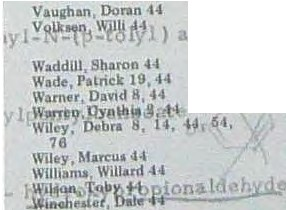 Vaughan, Doran 44
Volksen, Willi 44
Waddill, Sharon 44
Wade, Patrick 19, 44
Warner, David 8, 44
Warren, Cynthia 8, 44
Wiley, Debra 8, 14, 44, 54,
76
Wiley, Marcus 44
Williams, Willard 44
Wilson, Toby 44
Winchester, Dale 44